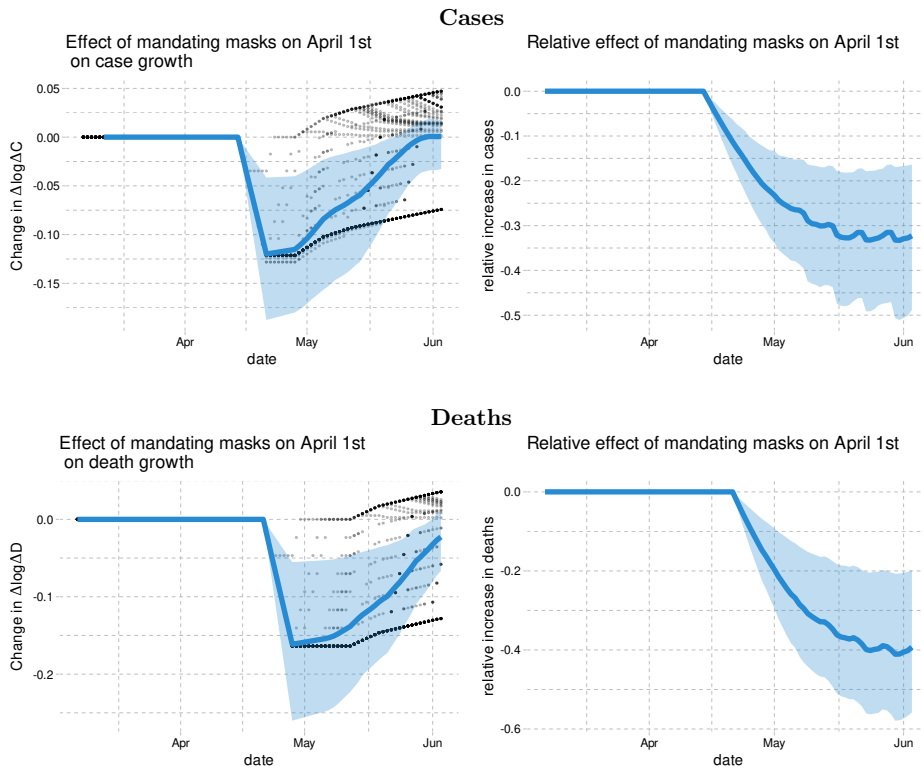 Cases
Effect of mandating masks on April 1st
on case growth
Change in ΔlogΔC
0.05
0.00
-0.05
-0.10
-0.15
Apr
May
Jun
date
Relative effect of mandating masks on April 1st
relative increase in cases
0.0
-0.1
-0.2
-0.3
-0.4
-0.5
Apr
May
Jun
date
Deaths
Effect of mandating masks on April 1st
on death growth
Change in ΔlogΔD
0.0
-0.1
-0.2
Apr
May
Jun
date
Relative effect of mandating masks on April 1st
relative increase in deaths
0.0
-0.2
-0.4
-0.6
Apr
May
Jun
date